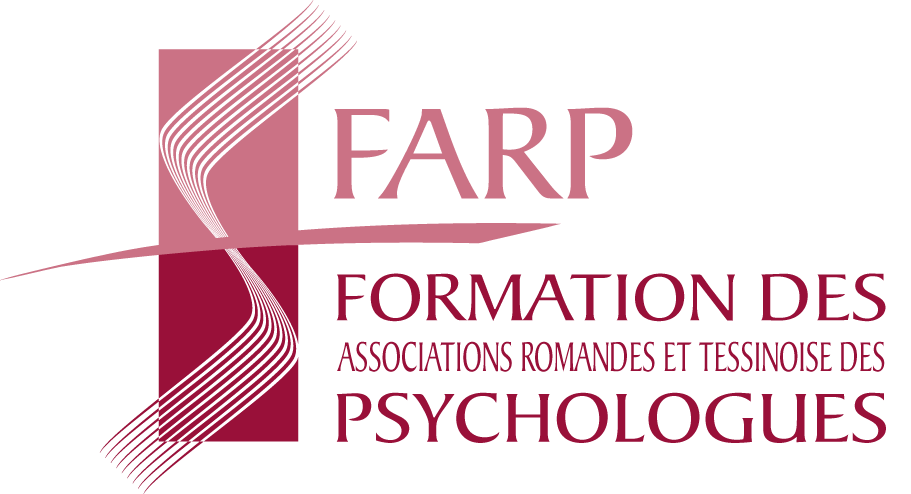 FARP
FORMATION DES
ASSOCIATIONS ROMANDES ET TESSINOISE DES
PSYCHOLOGUES